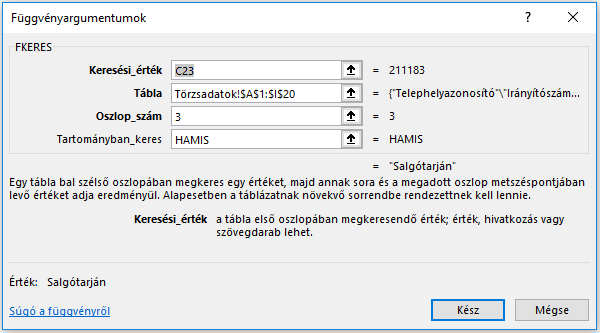 Függvényargumentumok
FKERES
Keresési_érték C23 = 211183
Tábla Törzsadatok!$A$1:$I$20 = {"Telephelyazonosító"\"Irányítószám...
Oszlop_szám 3 = 3
Tartományban_keres HAMIS = HAMIS
= "Salgótarján"
Egy tábla bal szélső oszlopában megkeres egy értéket, majd annak sora és a megadott oszlop metszéspontjában
levő értéket adja eredményül. Alapesetben a táblázatnak növekvő sorrendbe rendezettnek kell lennie.
Keresési_érték a tábla első oszlopában megkeresendő érték; érték, hivatkozás vagy
szövegdarab lehet.
Érték: Salgótarján
Súgó a függvényről
Kész
Mégse